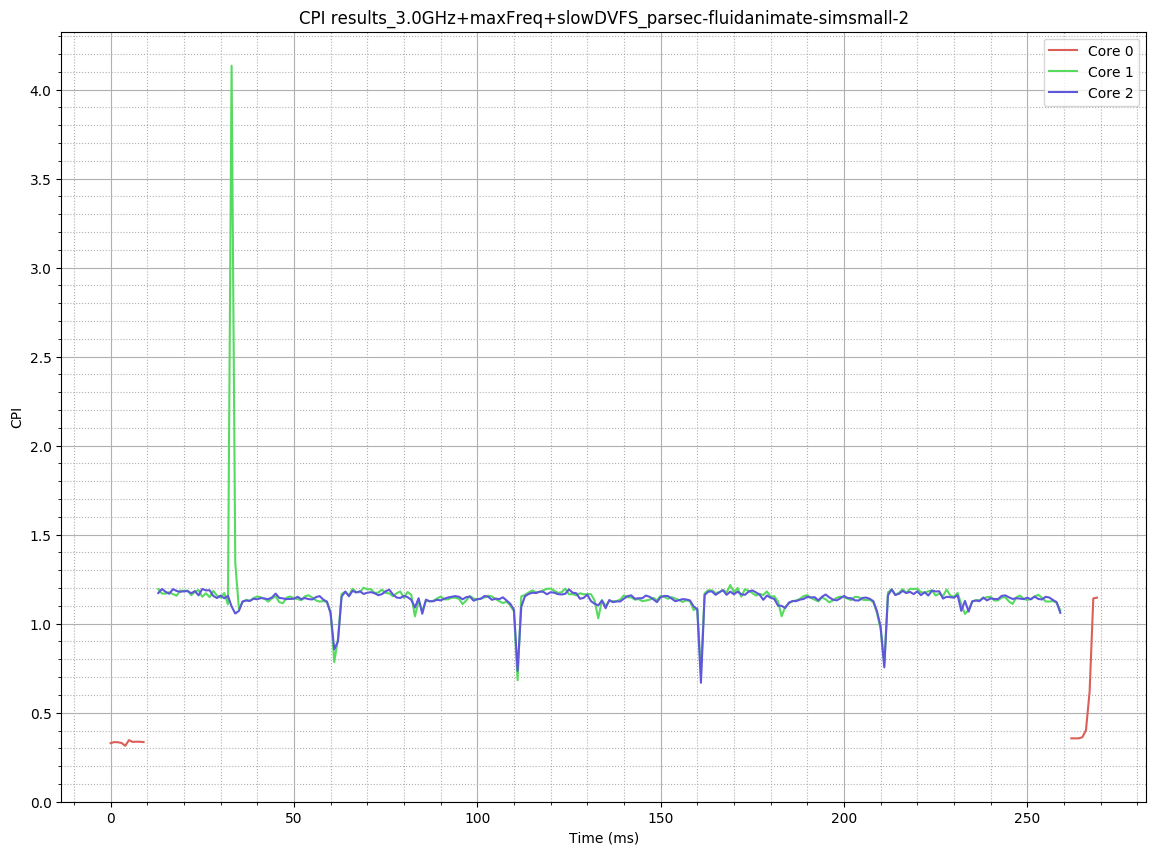 CPI results_3.0GHz+maxFreq+slowDVFS_parsec-fluidanimate-simsmall-2
Core 0
Core 1
Core 2
4.0
3.5
3.0
2.5
2.0
1.5
1.0
0.5
0.0
CPI
0 50 100 150 200 250
Time (ms)